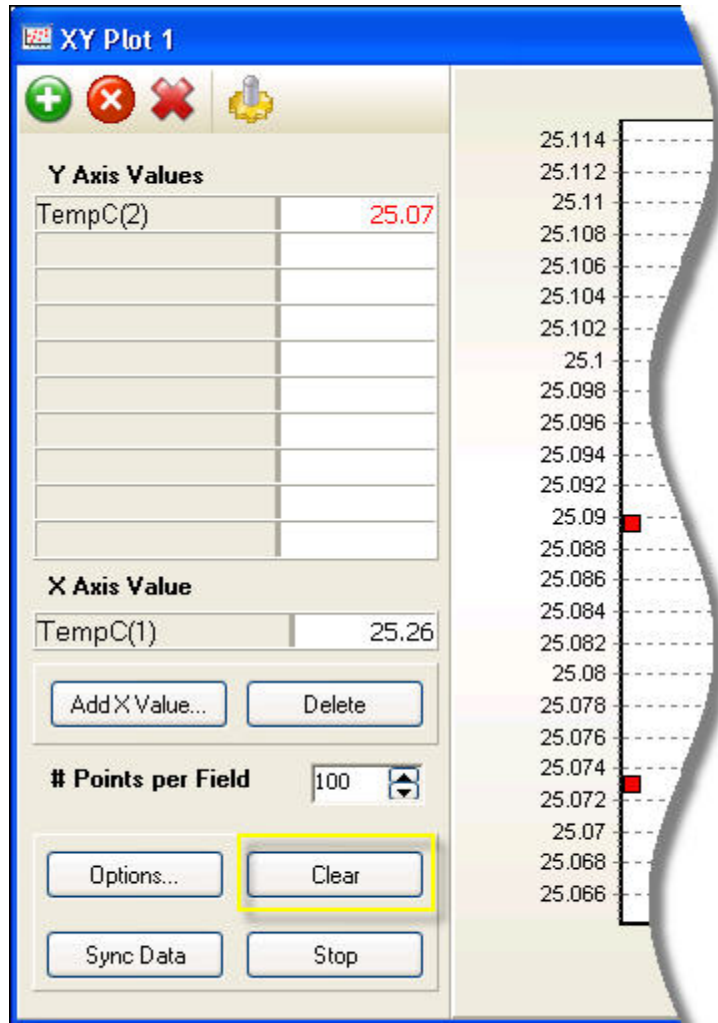 XY Plot 1
Y Axis Values
TempC(2) 25.07
X Axis Value
TempC(1) 25.26
Add X Value... Delete
# Points per Field 100
Options... Clear
Sync Data Stop
25.114
25.112
25.11
25.108
25.106
25.104
25.102
25.1
25.098
25.096
25.094
25.092
25.09
25.088
25.086
25.084
25.082
25.08
25.078
25.076
25.074
25.072
25.07
25.068
25.066